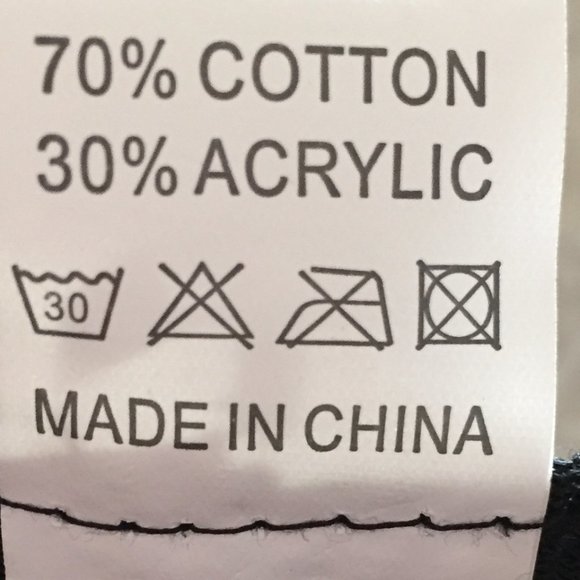 70% COTTON
30% ACRYLIC
30
MADE IN CHINA